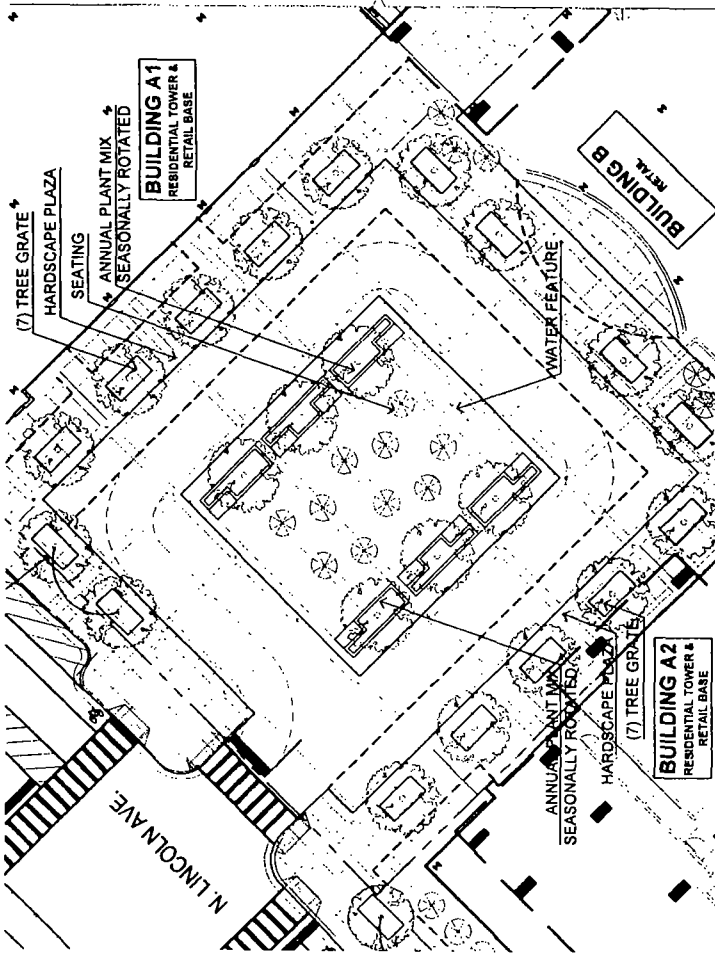 (7) TREE GRATE
HARDSCAPE PLAZA
SEATING
ANNUAL PLANT MIX
SEASONALLY ROTATED
BUILDING A1
RESIDENTIAL TOWER &
RETAIL BASE
BUILDING B
RETAIL
WATER FEATURE
N. LINCOLN AVE.
ANNUAL PLANT MIX
SEASONALLY ROTATED
HARDSCAPE PLAZA
(7) TREE GRATE
BUILDING A2
RESIDENTIAL TOWER &
RETAIL BASE